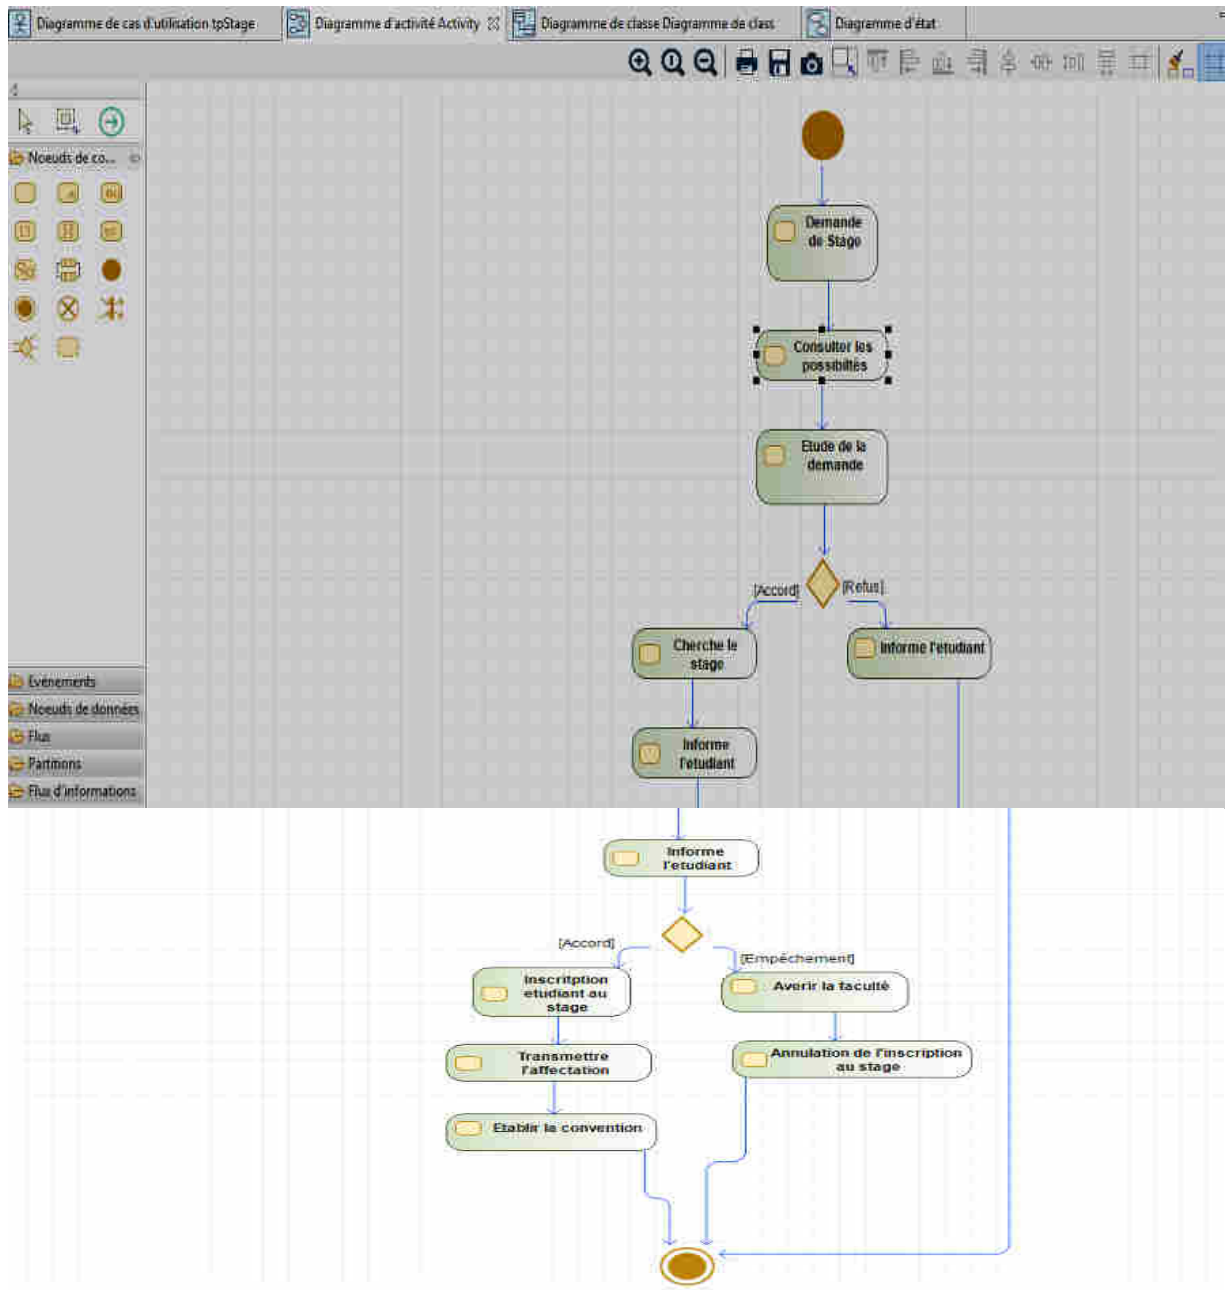 Diagramme de cas d'utilisation tpStage
Diagramme d'activité Activity
Diagramme de classe Diagramme de class
Diagramme d'état
Noeuds de co...
Demande
de Stage
Consulter les
possibiltés
Etude de la
demande
[Accord]
[Refus]
Cherche le
stage
Informe l'etudiant
Informe
l'etudiant
Evénements
Noeuds de données
Flux
Partitions
Flux d'informations
Informe
l'etudiant
[Accord]
[Empéchement]
Inscritption
etudiant au
stage
Averir la faculté
Transmettre
l'affectation
Annulation de l'inscription
au stage
Etablir la convention